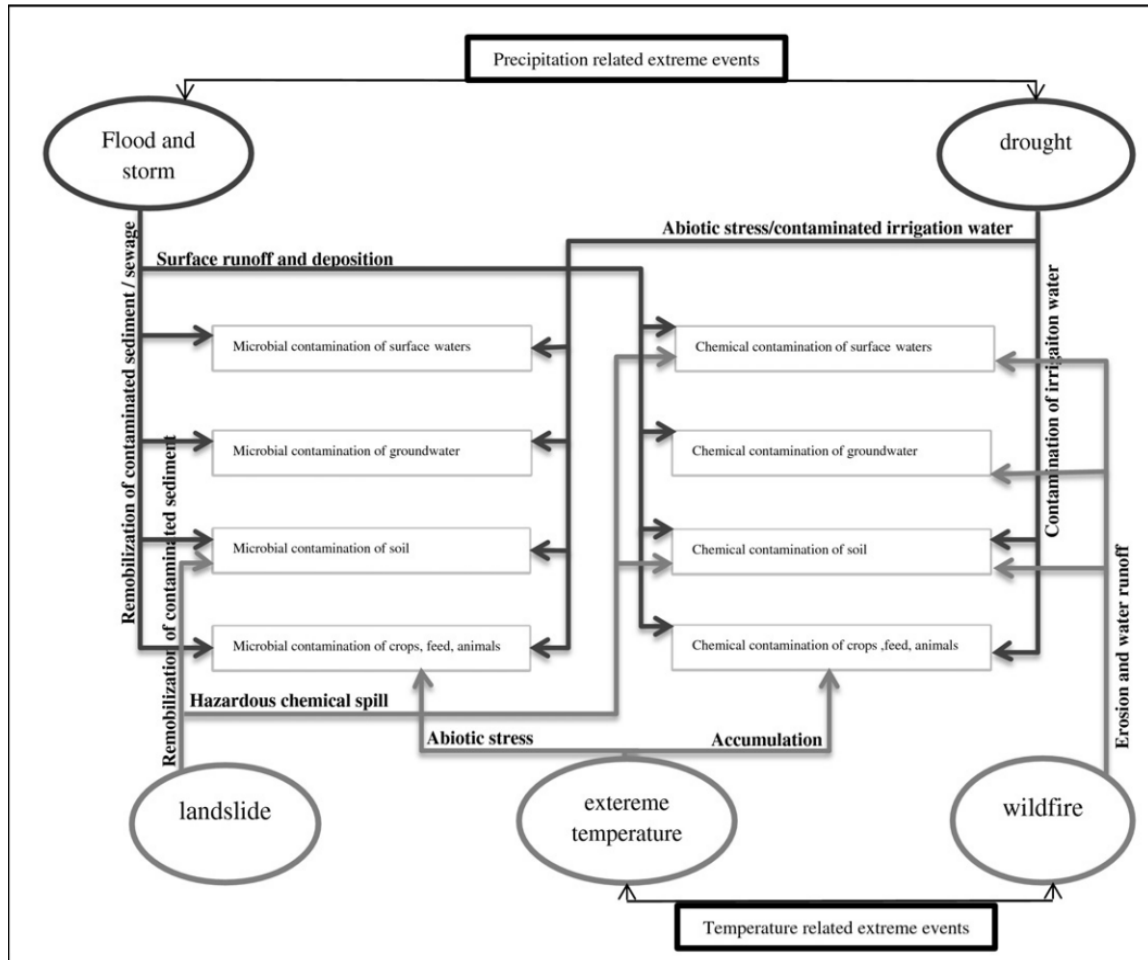 Precipitation related extreme events
Flood and
storm
drought
Abiotic stress/contaminated irrigation water
Surface runoff and deposition
Remobilization of contaminated sediment / sewage
Contamination of irrigaiton water
Microbial contamination of surface waters
Chemical contamination of surface waters
Microbial contamination of groundwater
Chemical contamination of groundwater
Remobilization of contaminated sediment
Microbial contamination of soil
Chemical contamination of soil
Microbial contamination of crops, feed, animals
Chemical contamination of crops ,feed, animals
Erosion and water runoff
Hazardous chemical spill
Abiotic stress
Accumulation
landslide
extereme
temperature
wildfire
Temperature related extreme events